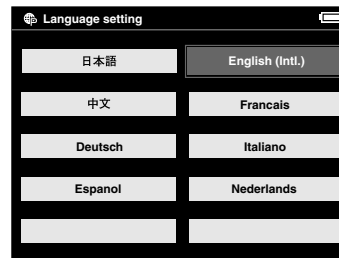 Language setting
日本語
English (Intl.)
中文
Francais
Deutsch
Italiano
Espanol
Nederlands